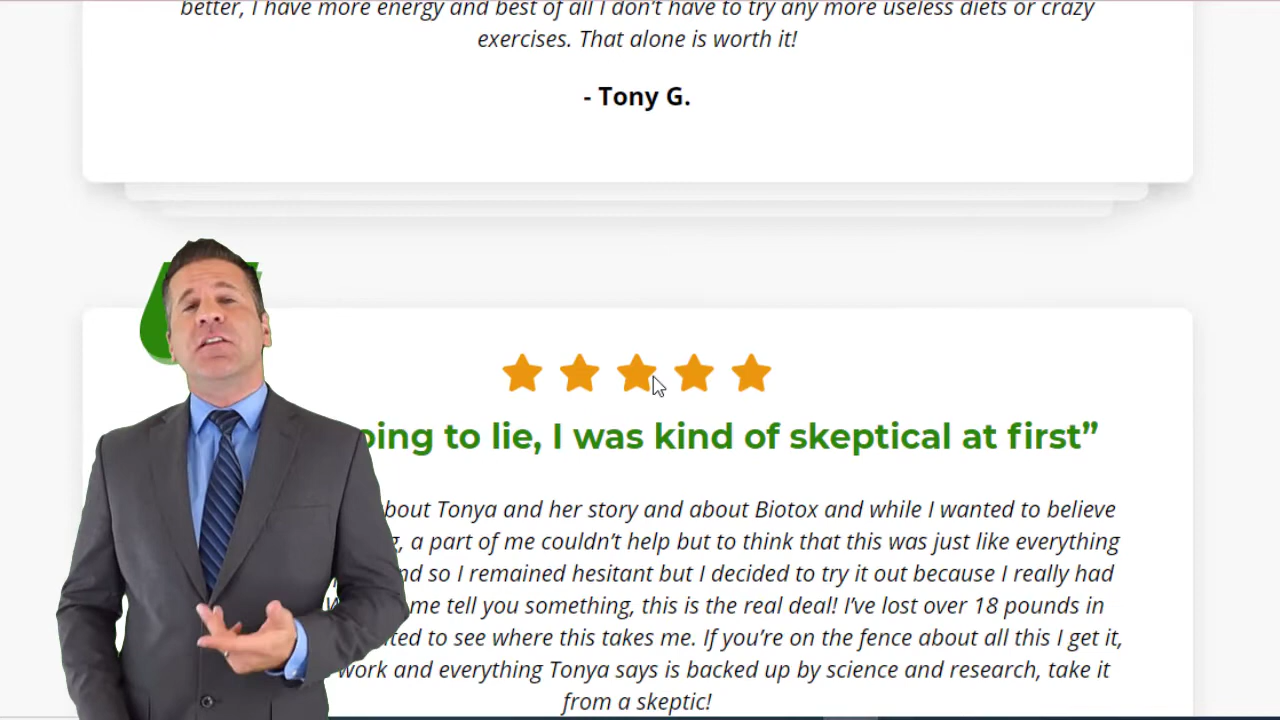 better, I have more energy and best of all I don't have to try any more useless diets or crazy
exercises. That alone is worth it!
- Tony G.
to lie, I was kind of skeptical at first”
Tonya and her story and about Biotox and while I wanted to believe
a part of me couldn’t help but to think that this was just like everything
so I remained hesitant but I decided to try it out because I really had
me tell you something, this is the real deal! I’ve lost over 18 pounds in
to see where this takes me. If you’re on the fence about all this I get it,
work and everything Tonya says is backed up by science and research, take it
from a skeptic!